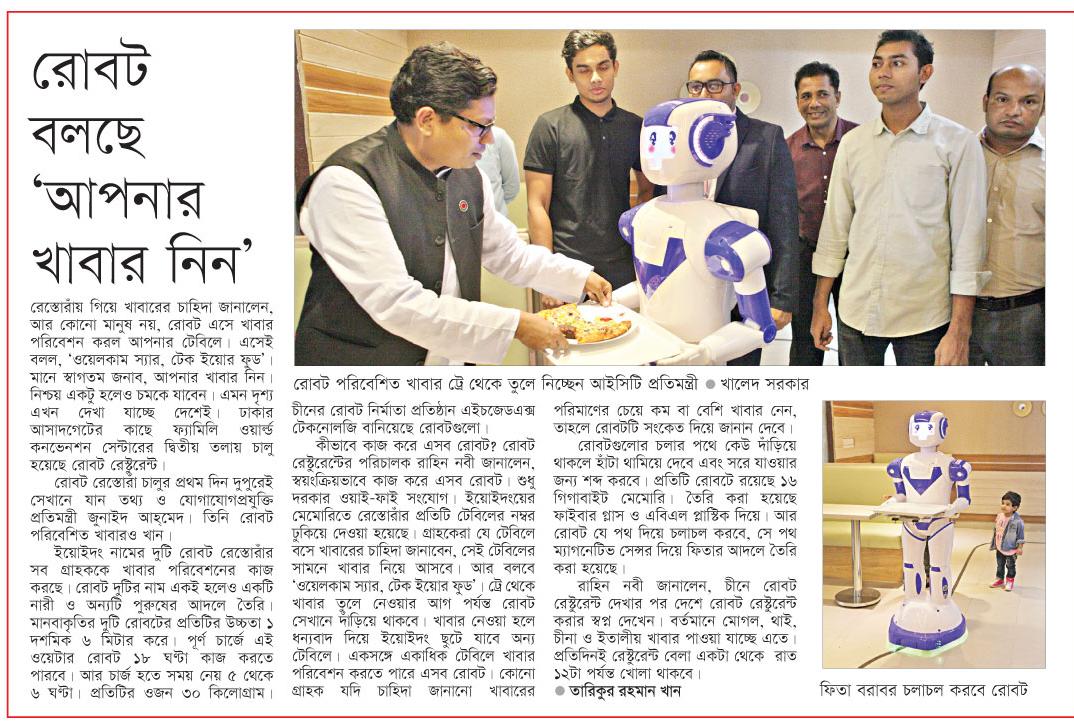 রোবট
বলছে
‘আপনার
খাবার নিন’
রেস্তোরাঁয় গিয়ে খাবারের চাহিদা জানালেন,
আর কোনো মানুষ নয়, রোবট এসে খাবার
পরিবেশন করল আপনার টেবিলে। এসেই
বলল, ‘ওয়েলকাম স্যার, টেক ইয়োর ফুড’।
মানে স্বাগতম জনাব, আপনার খাবার নিন।
নিশ্চয় একটু হলেও চমকে যাবেন। এমন দৃশ্য
এখন দেখা যাচ্ছে দেশেই। ঢাকার
আসাদগেটের কাছে ফ্যামিলি ওয়ার্ল্ড
কনভেনশন সেন্টারের দ্বিতীয় তলায় চালু
হয়েছে রোবট রেস্টুরেন্ট।
রোবট রেস্তোরাঁ চালুর প্রথম দিন দুপুরেই
সেখানে যান তথ্য ও যোগাযোগপ্রযুক্তি
প্রতিমন্ত্রী জুনাইদ আহমেদ। তিনি রোবট
পরিবেশিত খাবারও খান।
ইয়োইদং নামের দুটি রোবট রেস্তোরাঁর
সব গ্রাহককে খাবার পরিবেশনের কাজ
করছে। রোবট দুটির নাম একই হলেও একটি
নারী ও অন্যটি পুরুষের আদলে তৈরি।
মানবাকৃতির দুটি রোবটের প্রতিটির উচ্চতা ১
দশমিক ৬ মিটার করে। পূর্ণ চার্জে এই
ওয়েটার রোবট ১৮ ঘণ্টা কাজ করতে
পারবে। আর চার্জ হতে সময় নেয় ৫ থেকে
৬ ঘণ্টা। প্রতিটির ওজন ৩০ কিলোগ্রাম।
রোবট পরিবেশিত খাবার ট্রে থেকে তুলে নিচ্ছেন আইসিটি প্রতিমন্ত্রী ● খালেদ সরকার
চীনের রোবট নির্মাতা প্রতিষ্ঠান এইচজেডএক্স
টেকনোলজি বানিয়েছে রোবটগুলো।
কীভাবে কাজ করে এসব রোবট? রোবট
রেষ্টুরেন্টের পরিচালক রাহিন নবী জানালেন,
স্বয়ংক্রিয়ভাবে কাজ করে এসব রোবট। শুধু
দরকার ওয়াই-ফাই সংযোগ। ইয়োইদংয়ের
মেমোরিতে রেস্তোরাঁর প্রতিটি টেবিলের নম্বর
ঢুকিয়ে দেওয়া হয়েছে। গ্রাহকেরা যে টেবিলে
বসে খাবারের চাহিদা জানাবেন, সেই টেবিলের
সামনে খাবার নিয়ে আসবে। আর বলবে
‘ওয়েলকাম স্যার, টেক ইয়োর ফুড’। ট্রে থেকে
খাবার তুলে নেওয়ার আগ পর্যন্ত রোবট
সেখানে দাঁড়িয়ে থাকবে। খাবার নেওয়া হলে
ধন্যবাদ দিয়ে ইয়োইদং ছুটে যাবে অন্য
টেবিলে। একসঙ্গে একাধিক টেবিলে খাবার
পরিবেশন করতে পারে এসব রোবট। কোনো
গ্রাহক যদি চাহিদা জানানো খাবারের
পরিমাণের চেয়ে কম বা বেশি খাবার নেন,
তাহলে রোবটটি সংকেত দিয়ে জানান দেবে।
রোবটগুলোর চলার পথে কেউ দাঁড়িয়ে
থাকলে হাঁটা থামিয়ে দেবে এবং সরে যাওয়ার
জন্য শব্দ করবে। প্রতিটি রোবটে রয়েছে ১৬
গিগাবাইট মেমোরি। তৈরি করা হয়েছে
ফাইবার গ্লাস ও এবিএল প্লাস্টিক দিয়ে। আর
রোবট যে পথ দিয়ে চলাচল করবে, সে পথ
ম্যাগনেটিভ সেন্সর দিয়ে ফিতার আদলে তৈরি
করা হয়েছে।
রাহিন নবী জানালেন, চীনে রোবট
রেষ্টুরেন্ট দেখার পর দেশে রোবট রেষ্টুরেন্ট
করার স্বপ্ন দেখেন। বর্তমানে মোগল, থাই,
চীনা ও ইতালীয় খাবার পাওয়া যাচ্ছে এতে।
প্রতিদিনই রেষ্টুরেন্ট বেলা একটা থেকে রাত
১২টা পর্যন্ত খোলা থাকবে।
● তারিকুর রহমান খান
ফিতা বরাবর চলাচল করবে রোবট